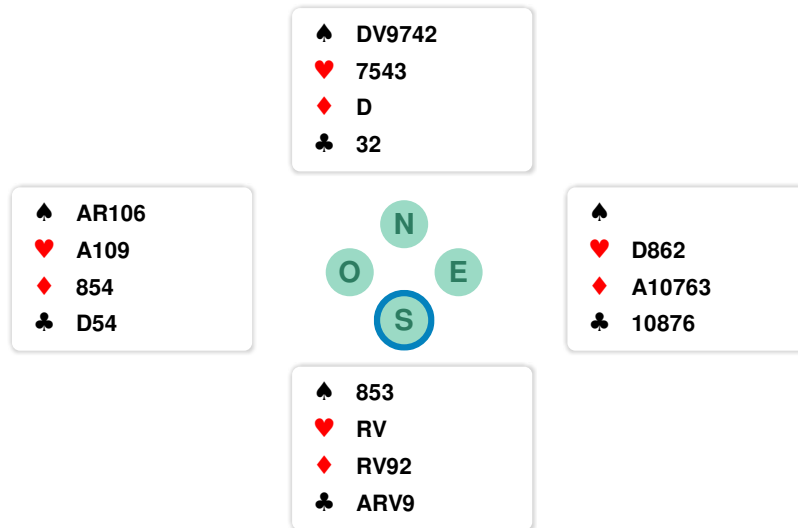 ♠ DV9742
♥ 7543
♦ D
♣ 32
♠ AR106
♥ A109
♦ 854
♣ D54
N
O
E
S
♠
♥ D862
♦ A10763
♣ 10876
♠ 853
♥ RV
♦ RV92
♣ ARV9